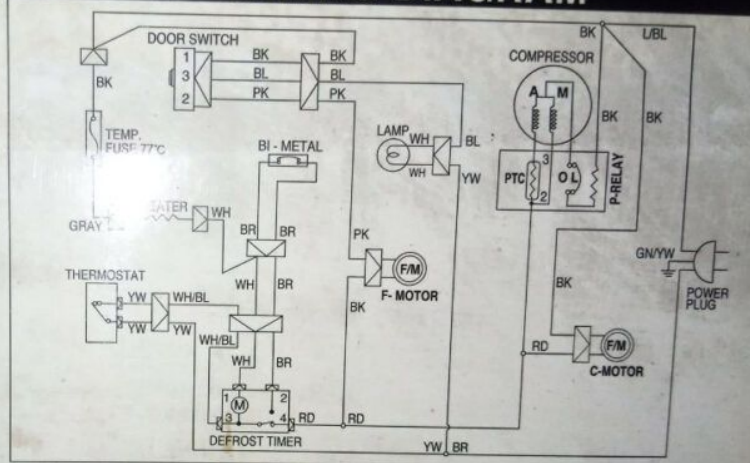 DOOR SWITCH
BK
L/BL
1
BK
BK
COMPRESSOR
3
BL
BL
2
PK
PK
A M
BK
TEMP.
FUSE 77℃
BK
BK
LAMP
WH
BL
BI - METAL
WH
YW
PTC
3
2
O L
P-RELAY
WH
GRAY
BR
BR
PK
GN/YW
THERMOSTAT
WH
BR
F/M
F- MOTOR
BK
POWER
PLUG
YW
WH/BL
YW
YW
BK
WH/BL
WH
BR
RD
F/M
C-MOTOR
1
M
2
3
4
RD
RD
DEFROST TIMER
YW
BR